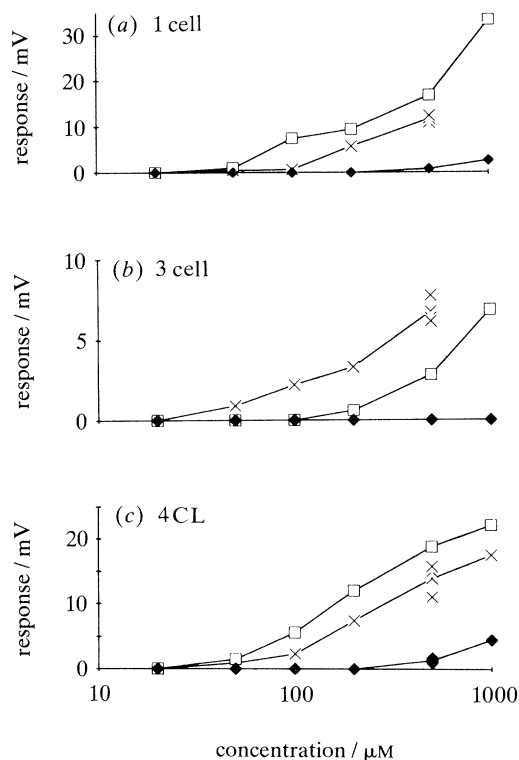 (a) 1 cell
30
20
10
0
response / mV
(b) 3 cell
10
5
0
response / mV
(c) 4CL
20
10
0
response / mV
10 100 1000
concentration / μM